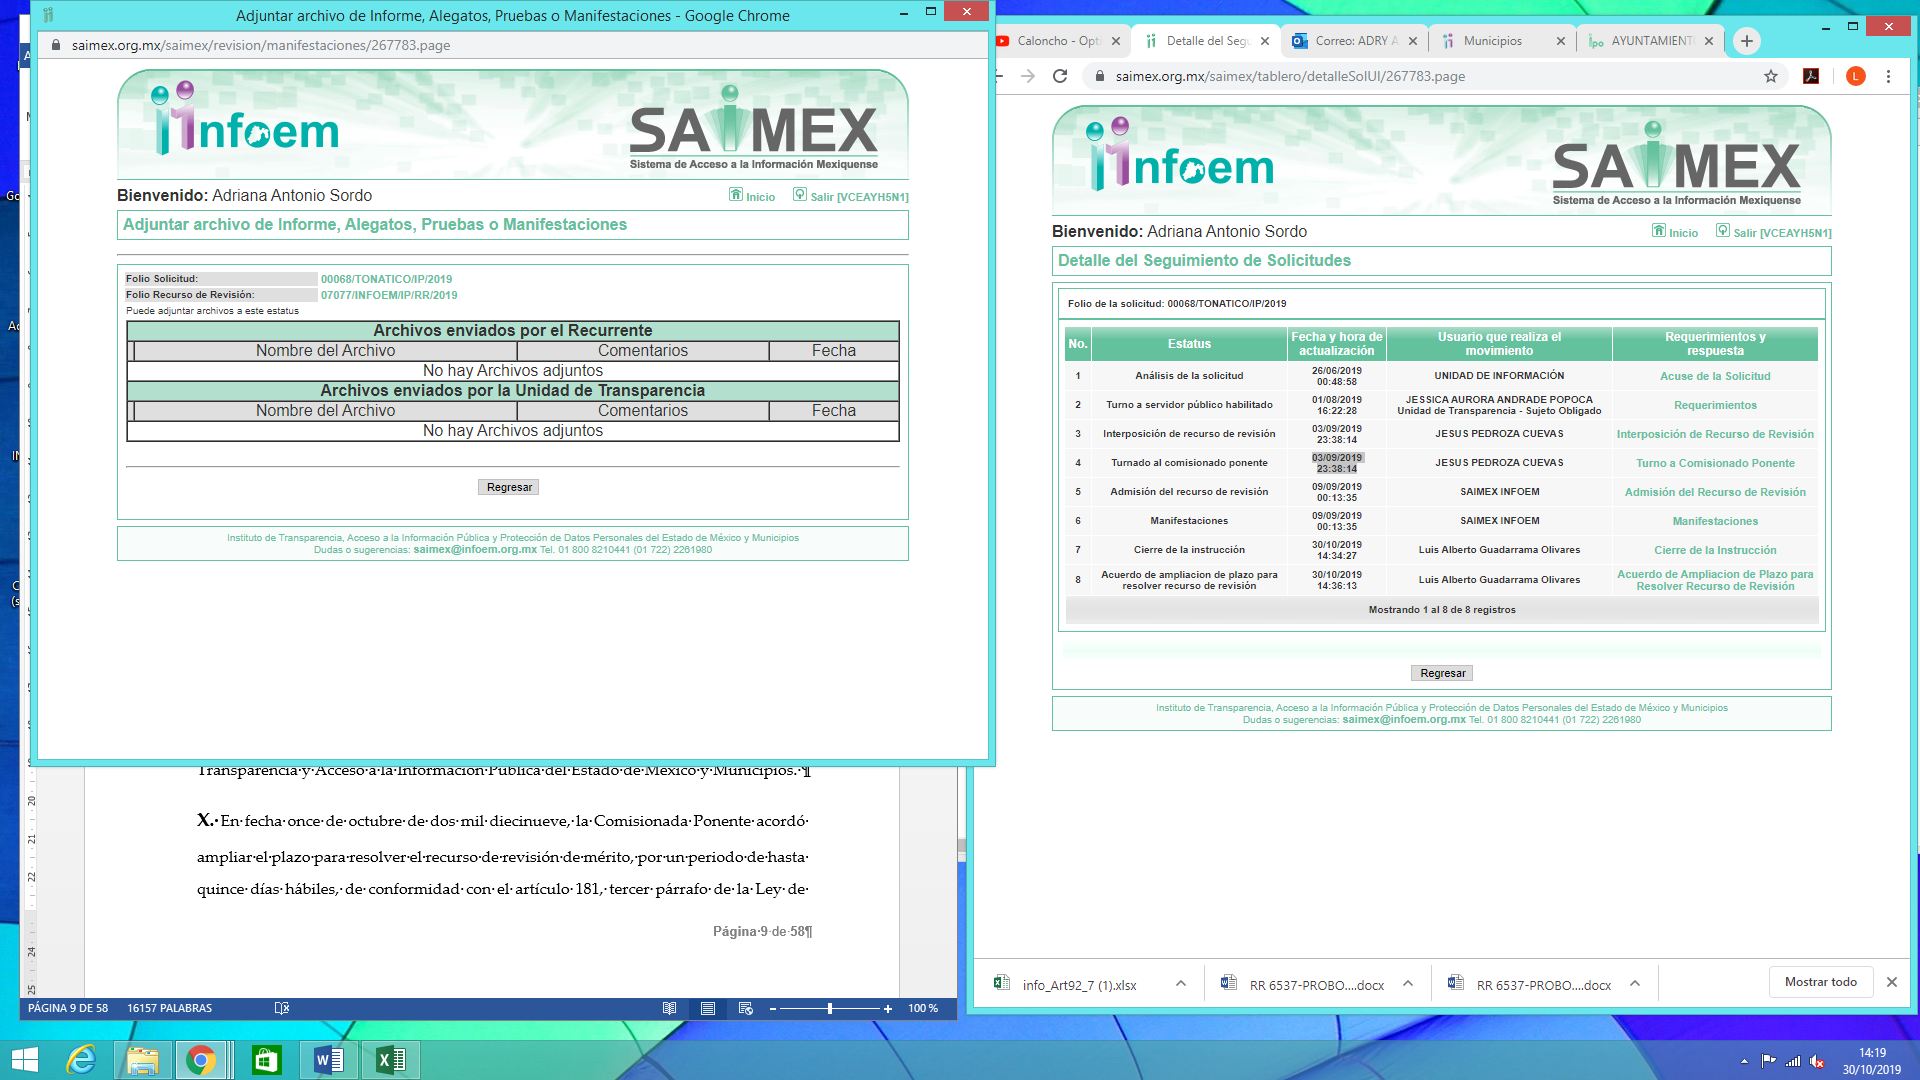 Adjuntar archivo de Informe, Alegatos, Pruebas o Manifestaciones - Google Chrome
saimex.org.mx/saimex/revision/manifestaciones/267783.page
infoem
SAIMEX
Sistema de Acceso a la Información Mexiquense
Bienvenido: Adriana Antonio Sordo
Inicio Salir [VCEAYH5N1]
Adjuntar archivo de Informe, Alegatos, Pruebas o Manifestaciones
Folio Solicitud: 00068/TONATICO/IP/2019
Folio Recurso de Revisión: 07077/INFOEM/IP/RR/2019
Puede adjuntar archivos a este estatus
Archivos enviados por el Recurrente
Nombre del Archivo Comentarios Fecha
No hay Archivos adjuntos
Archivos enviados por la Unidad de Transparencia
Nombre del Archivo Comentarios Fecha
No hay Archivos adjuntos
Regresar
Instituto de Transparencia, Acceso a la Información Pública y Protección de Datos Personales del Estado de México y Municipios
Dudas o sugerencias: saimex@infoem.org.mx Tel. 01 800 8210441 (01 722) 2261980
Transparencia y Acceso a la Información Pública del Estado de México y Municipios. ¶
X. En fecha once de octubre de dos mil diecinueve, la Comisionada Ponente acordó
ampliar el plazo para resolver el recurso de revisión de mérito, por un periodo de hasta
quince días hábiles, de conformidad con el artículo 181, tercer párrafo de la Ley de
Página 9 de 58¶
PÁGINA 9 DE 58 16157 PALABRAS 100 %
Caloncho - Opti
Detalle del Segu
Correo: ADRY A
Municipios
AYUNTAMIENT
saimex.org.mx/saimex/tablero/detalleSolUI/267783.page
L
infoem
SAIMEX
Sistema de Acceso a la Información Mexiquense
Bienvenido: Adriana Antonio Sordo
Inicio Salir [VCEAYH5N1]
Detalle del Seguimiento de Solicitudes
Folio de la solicitud: 00068/TONATICO/IP/2019
No. Estatus Fecha y hora de actualización Usuario que realiza el movimiento Requerimientos y respuesta
1 Análisis de la solicitud 26/06/2019 00:48:58 UNIDAD DE INFORMACIÓN Acuse de la Solicitud
2 Turno a servidor público habilitado 01/08/2019 16:22:28 JESSICA AURORA ANDRADE POPOCA Unidad de Transparencia - Sujeto Obligado Requerimientos
3 Interposición de recurso de revisión 03/09/2019 23:38:14 JESUS PEDROZA CUEVAS Interposición de Recurso de Revisión
4 Turnado al comisionado ponente 03/09/2019 23:38:14 JESUS PEDROZA CUEVAS Turno a Comisionado Ponente
5 Admisión del recurso de revisión 09/09/2019 00:13:35 SAIMEX INFOEM Admisión del Recurso de Revisión
6 Manifestaciones 09/09/2019 00:13:35 SAIMEX INFOEM Manifestaciones
7 Cierre de la instrucción 30/10/2019 14:34:27 Luis Alberto Guadarrama Olivares Cierre de la Instrucción
8 Acuerdo de ampliacion de plazo para resolver recurso de revisión 30/10/2019 14:36:13 Luis Alberto Guadarrama Olivares Acuerdo de Ampliacion de Plazo para Resolver Recurso de Revisión
Mostrando 1 al 8 de 8 registros
Regresar
Instituto de Transparencia, Acceso a la Información Pública y Protección de Datos Personales del Estado de México y Municipios
Dudas o sugerencias: saimex@infoem.org.mx Tel. 01 800 8210441 (01 722) 2261980
info_Art92_7 (1).xlsx
RR 6537-PROBO....docx
RR 6537-PROBO....docx
Mostrar todo
14:19
30/10/2019